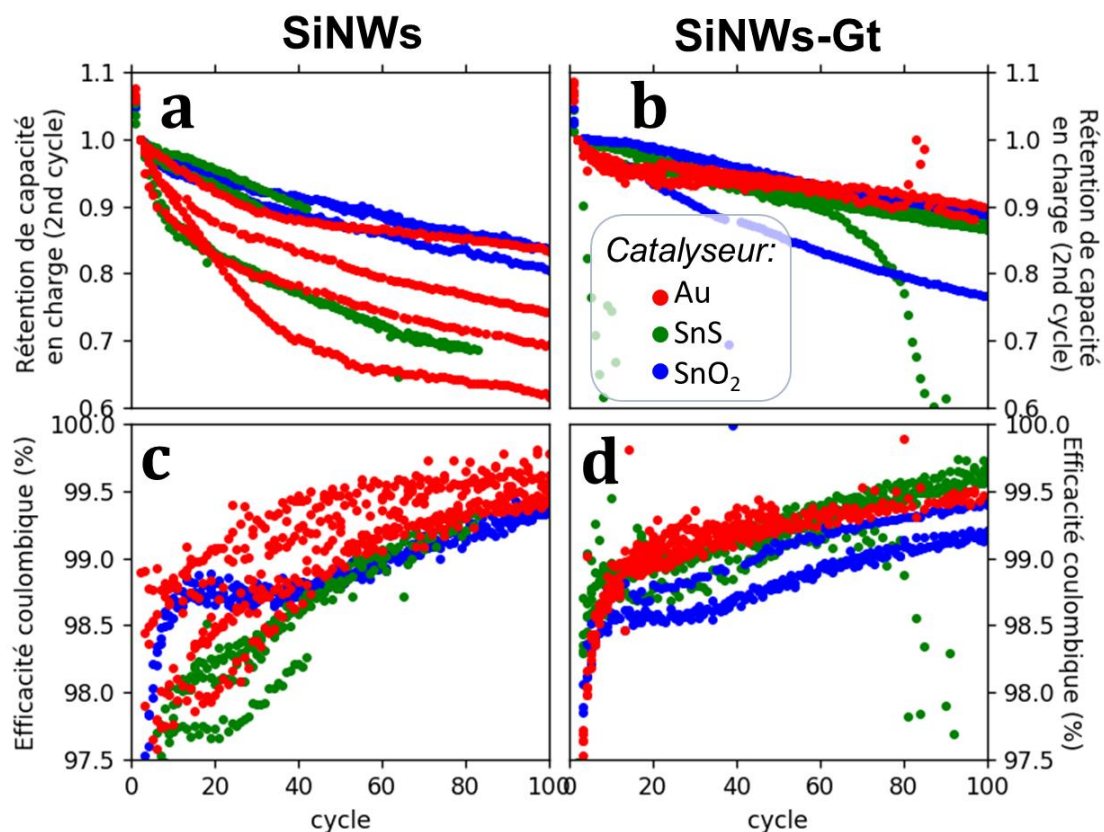 SiNWs
SiNWs-Gt
a
b
Rétention de capacité
en charge (2nd cycle)
1.1
1.0
0.9
0.8
0.7
0.6
1.1
1.0
0.9
0.8
0.7
0.6
Rétention de capacité
en charge (2nd cycle)
Catalyseur:
Au
SnS
SnO₂
c
d
Efficacité coulombique (%)
100.0
99.5
99.0
98.5
98.0
97.5
100.0
99.5
99.0
98.5
98.0
97.5
Efficacité coulombique (%)
0 20 40 60 80 100
0 20 40 60 80 100
cycle
cycle